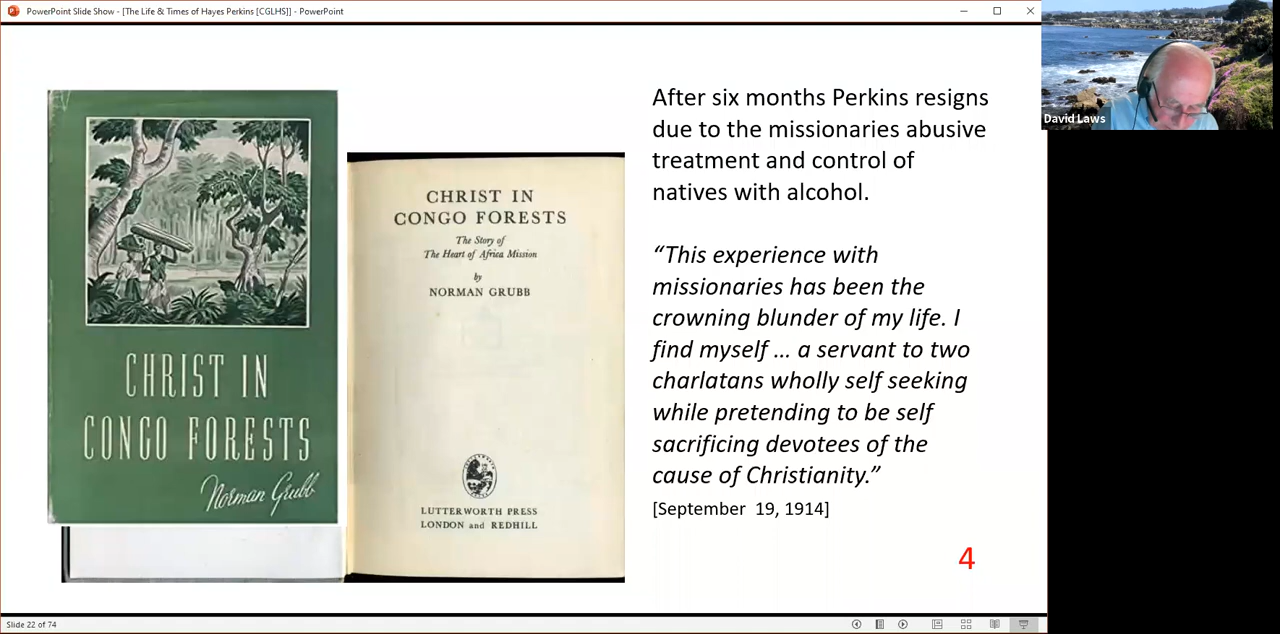 PowerPoint Slide Show - [The Life & Times of Hayes Perkins [CGLHS]] - PowerPoint
David Laws
CHRIST IN
CONGO FORESTS
Norman Grubb
CHRIST IN
CONGO FORESTS
The Story of
The Heart of Africa Mission
by
NORMAN GRUBB
LUTTERWORTH PRESS
LONDON and REDHILL
After six months Perkins resigns
due to the missionaries abusive
treatment and control of
natives with alcohol.
“This experience with
missionaries has been the
crowning blunder of my life. I
find myself ... a servant to two
charlatans wholly self seeking
while pretending to be self
sacrificing devotees of the
cause of Christianity.”
[September  19, 1914]
4
Slide 22 of 74